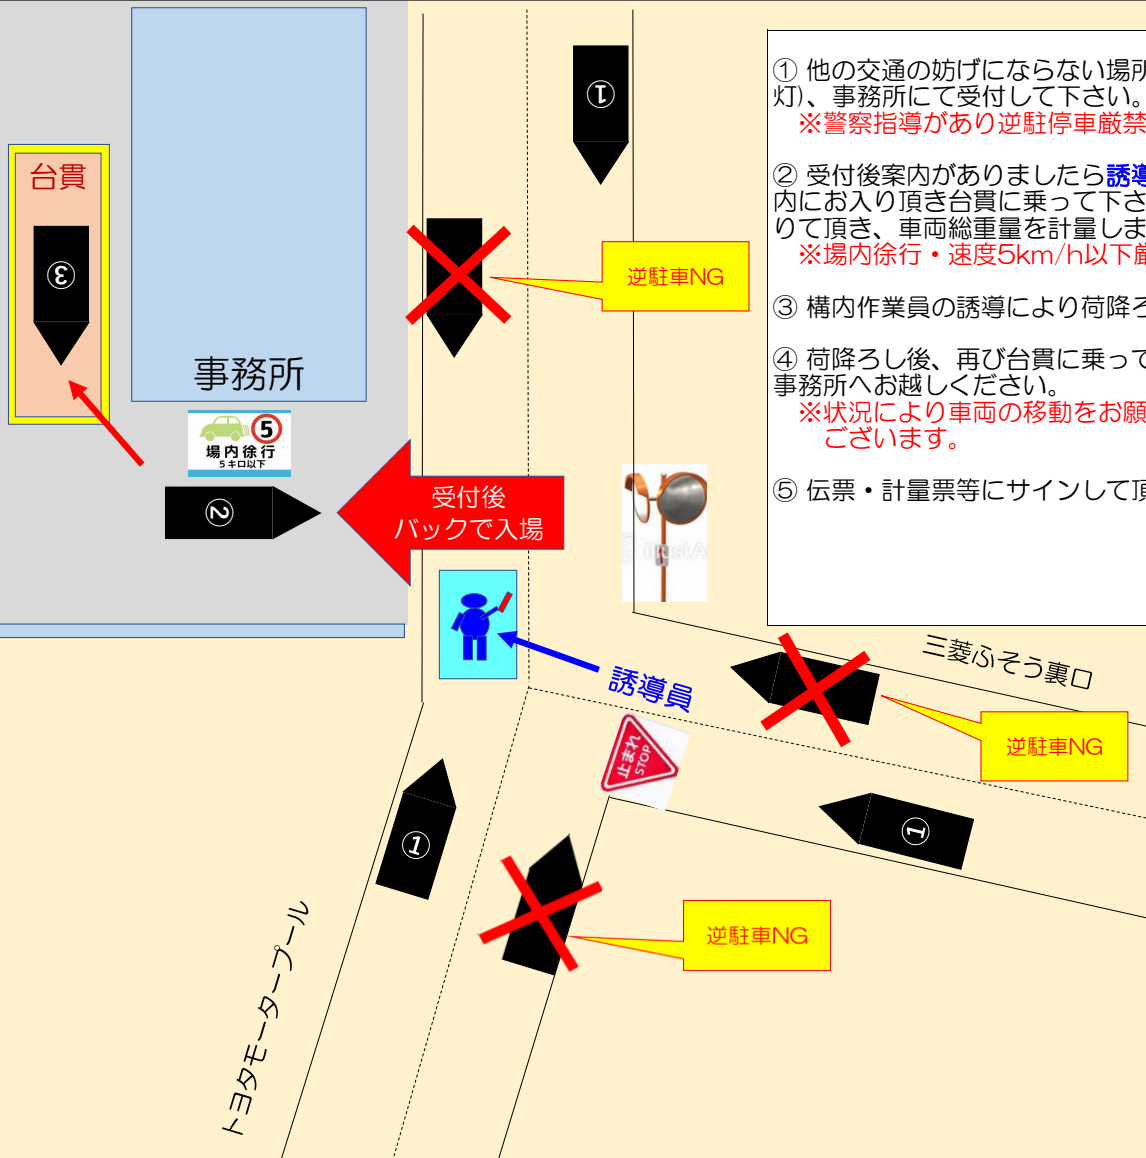 ① 他の交通の妨げにならない場所
灯)、事務所にて受付して下さい。
※警察指導があり逆駐停車厳禁
② 受付後案内がありましたら誘導
内にお入り頂き台貫に乗って下さ
りて頂き、車両総重量を計量しま
※場内徐行・速度5km/h以下厳
③ 構内作業員の誘導により荷降ろ
④ 荷降ろし後、再び台貫に乗って
事務所へお越しください。
※状況により車両の移動をお願
ございます。
⑤ 伝票・計量票等にサインして頂
①
台貫
③
逆駐車NG
事務所
5
場内徐行
5キロ以下
②
受付後
バックで入場
誘導員
三菱ふそう裏口
止まれ
STOP
逆駐車NG
①
①
逆駐車NG
トヨタモータープール